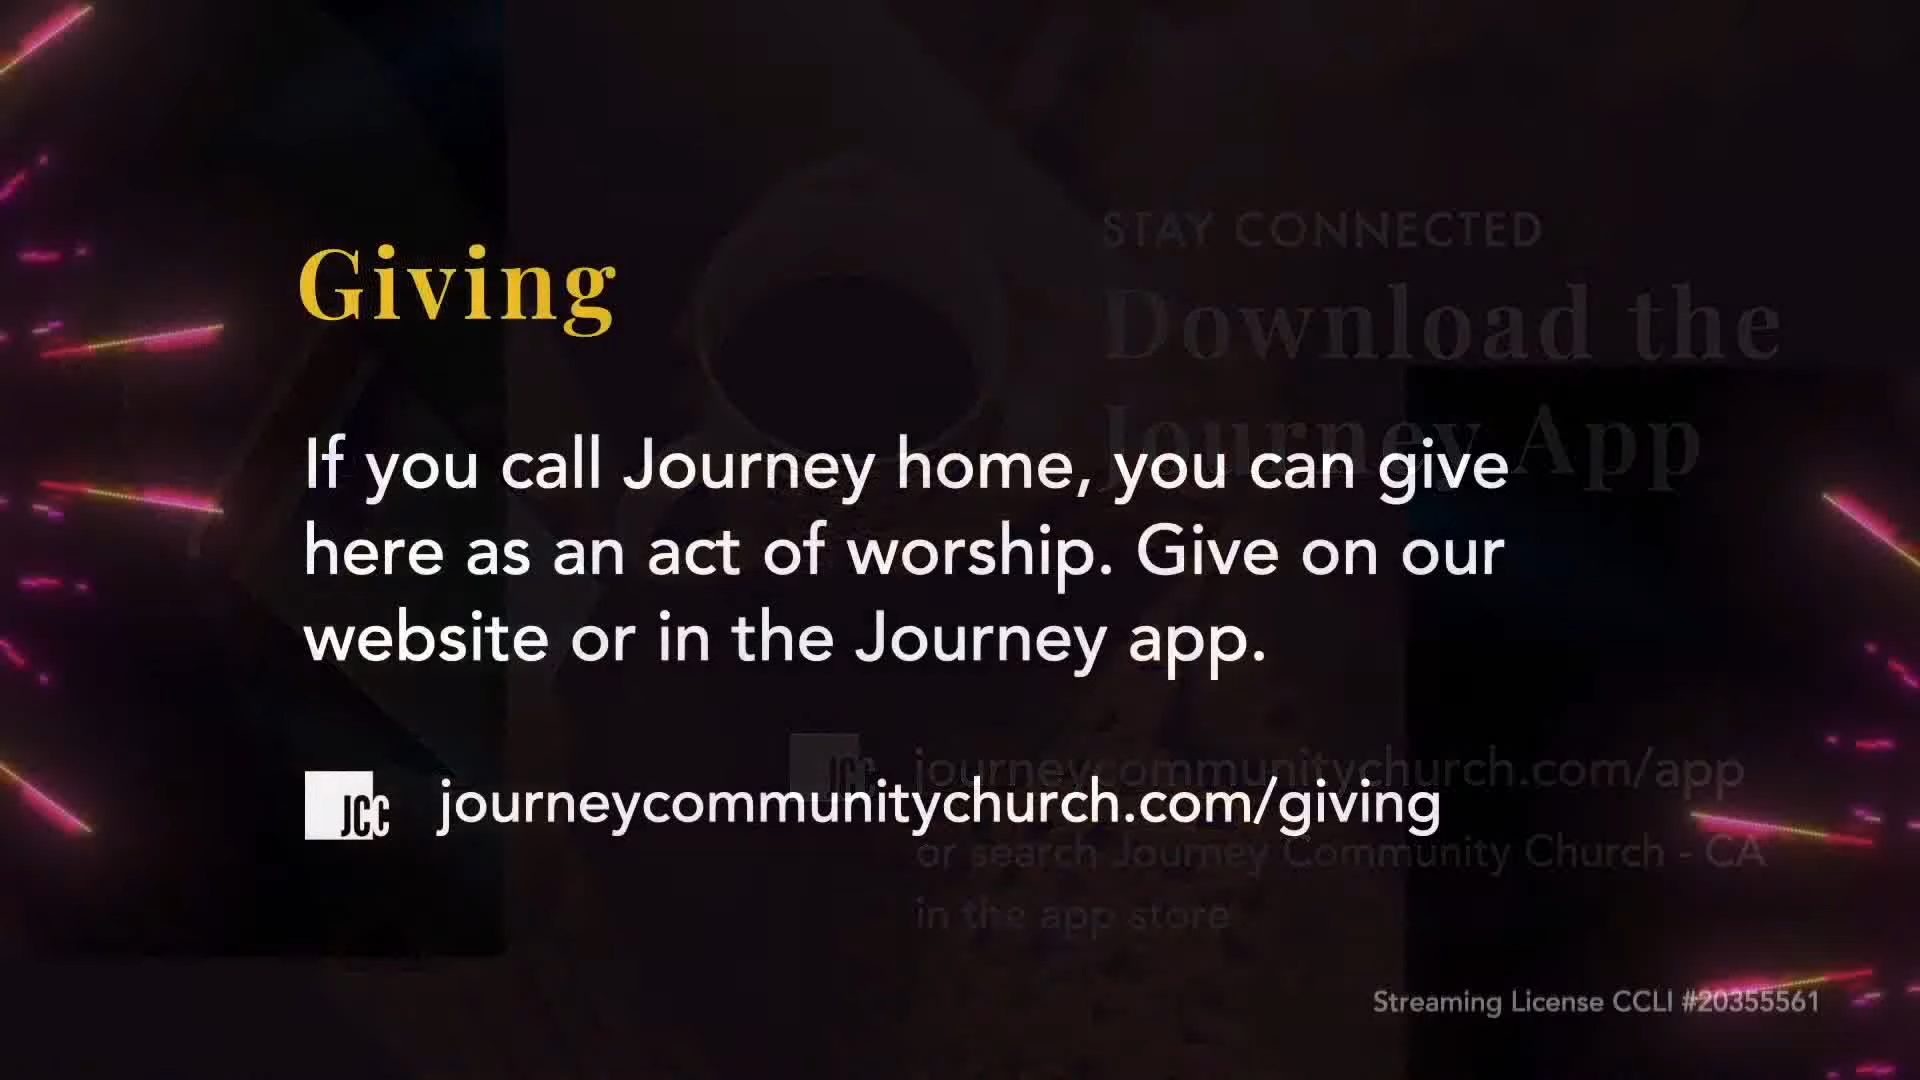 STAY CONNECTED
Download the
Journey App
Giving
If you call Journey home, you can give
here as an act of worship. Give on our
website or in the Journey app.
JCC journeycommunitychurch.com/app
JCC journeycommunitychurch.com/giving
or search Journey Community Church - CA
in the app store
Streaming License CCLI #20355561